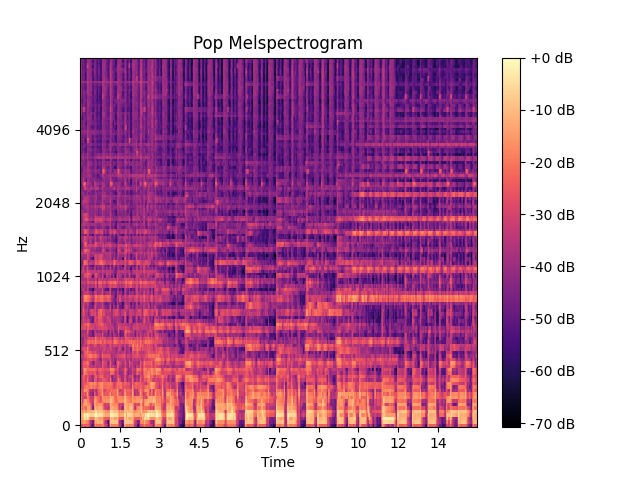 Pop Melspectrogram
Hz
4096
2048
1024
512
0
0 1.5 3 4.5 6 7.5 9 10 12 14
Time
+0 dB
-10 dB
-20 dB
-30 dB
-40 dB
-50 dB
-60 dB
-70 dB